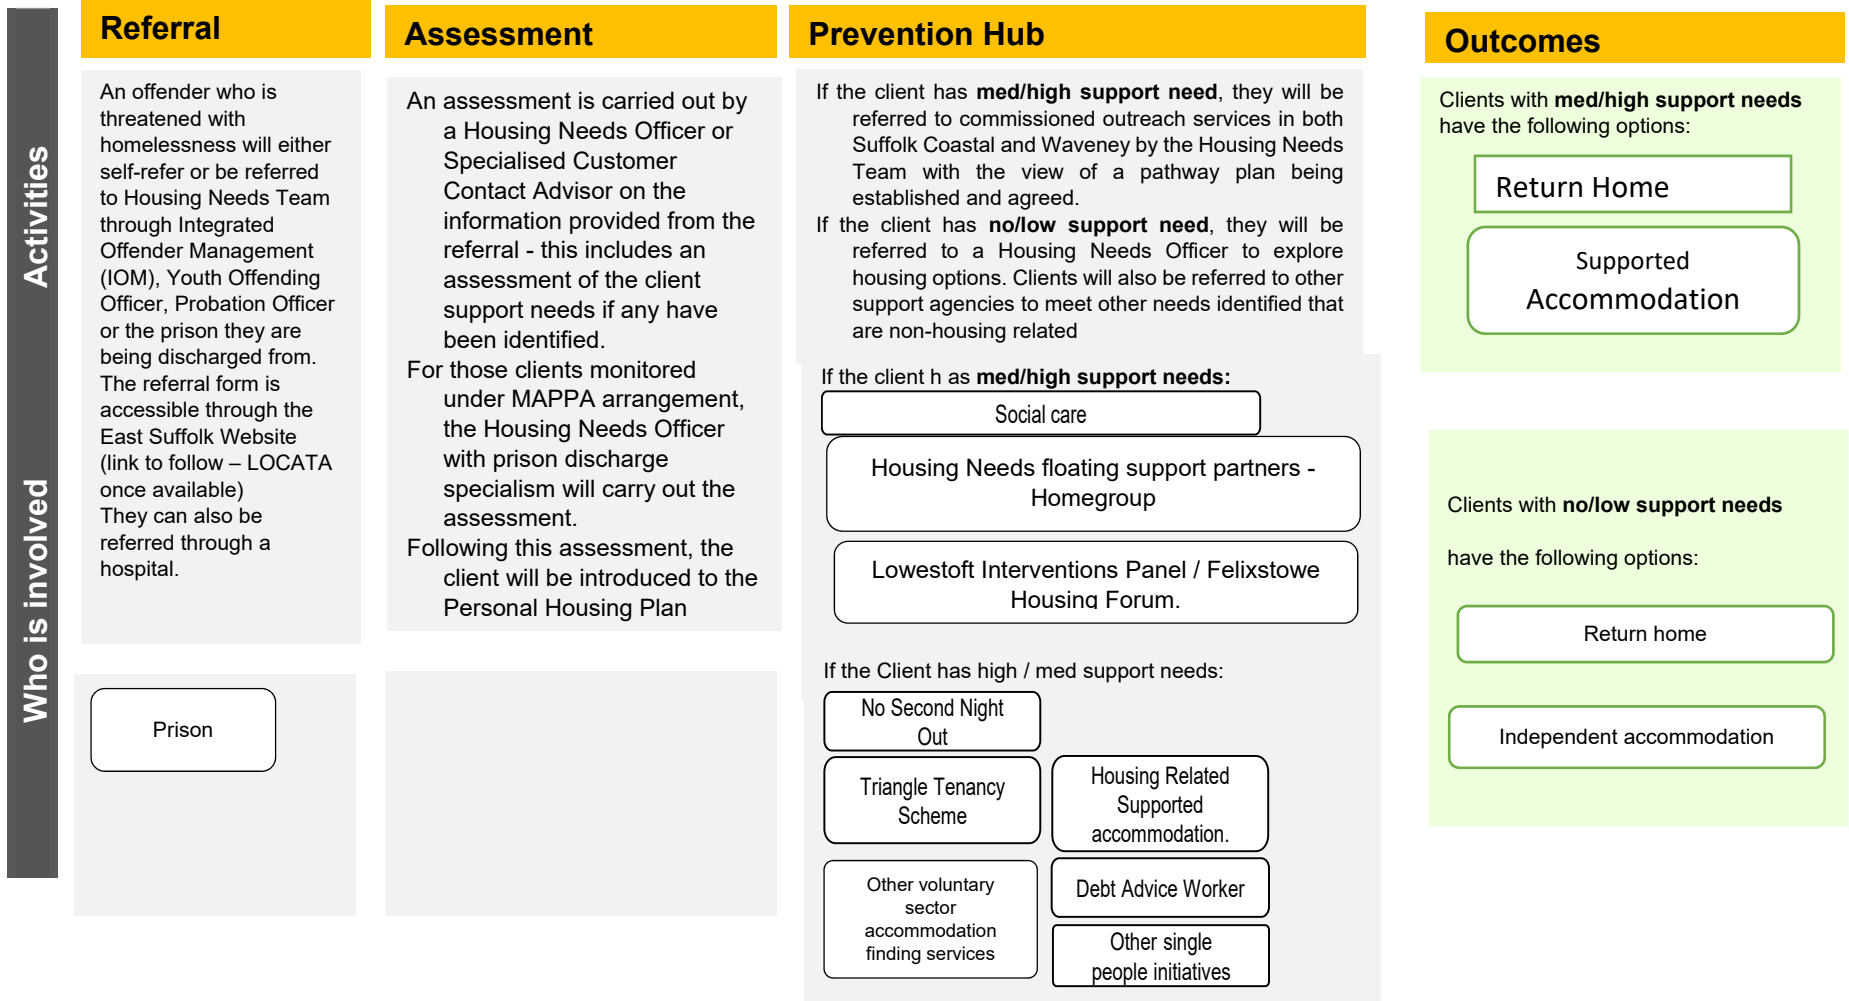 Activities
Who is involved
Referral
An offender who is
threatened with
homelessness will either
self-refer or be referred
to Housing Needs Team
through Integrated
Offender Management
(IOM), Youth Offending
Officer, Probation Officer
or the prison they are
being discharged from.
The referral form is
accessible through the
East Suffolk Website
(link to follow – LOCATA
once available)
They can also be
referred through a
hospital.
Prison
Assessment
An assessment is carried out by
a Housing Needs Officer or
Specialised Customer
Contact Advisor on the
information provided from the
referral - this includes an
assessment of the client
support needs if any have
been identified.
For those clients monitored
under MAPPA arrangement,
the Housing Needs Officer
with prison discharge
specialism will carry out the
assessment.
Following this assessment, the
client will be introduced to the
Personal Housing Plan
Prevention Hub
If the client has med/high support need, they will be
referred to commissioned outreach services in both
Suffolk Coastal and Waveney by the Housing Needs
Team with the view of a pathway plan being
established and agreed.
If the client has no/low support need, they will be
referred to a Housing Needs Officer to explore
housing options. Clients will also be referred to other
support agencies to meet other needs identified that
are non-housing related
If the client h as med/high support needs:
Social care
Housing Needs floating support partners -
Homegroup
Lowestoft Interventions Panel / Felixstowe
Housing Forum.
If the Client has high / med support needs:
No Second Night
Out
Triangle Tenancy
Scheme
Housing Related
Supported
accommodation.
Other voluntary
sector
accommodation
finding services
Debt Advice Worker
Other single
people initiatives
Outcomes
Clients with med/high support needs
have the following options:
Return Home
Supported
Accommodation
Clients with no/low support needs
have the following options:
Return home
Independent accommodation